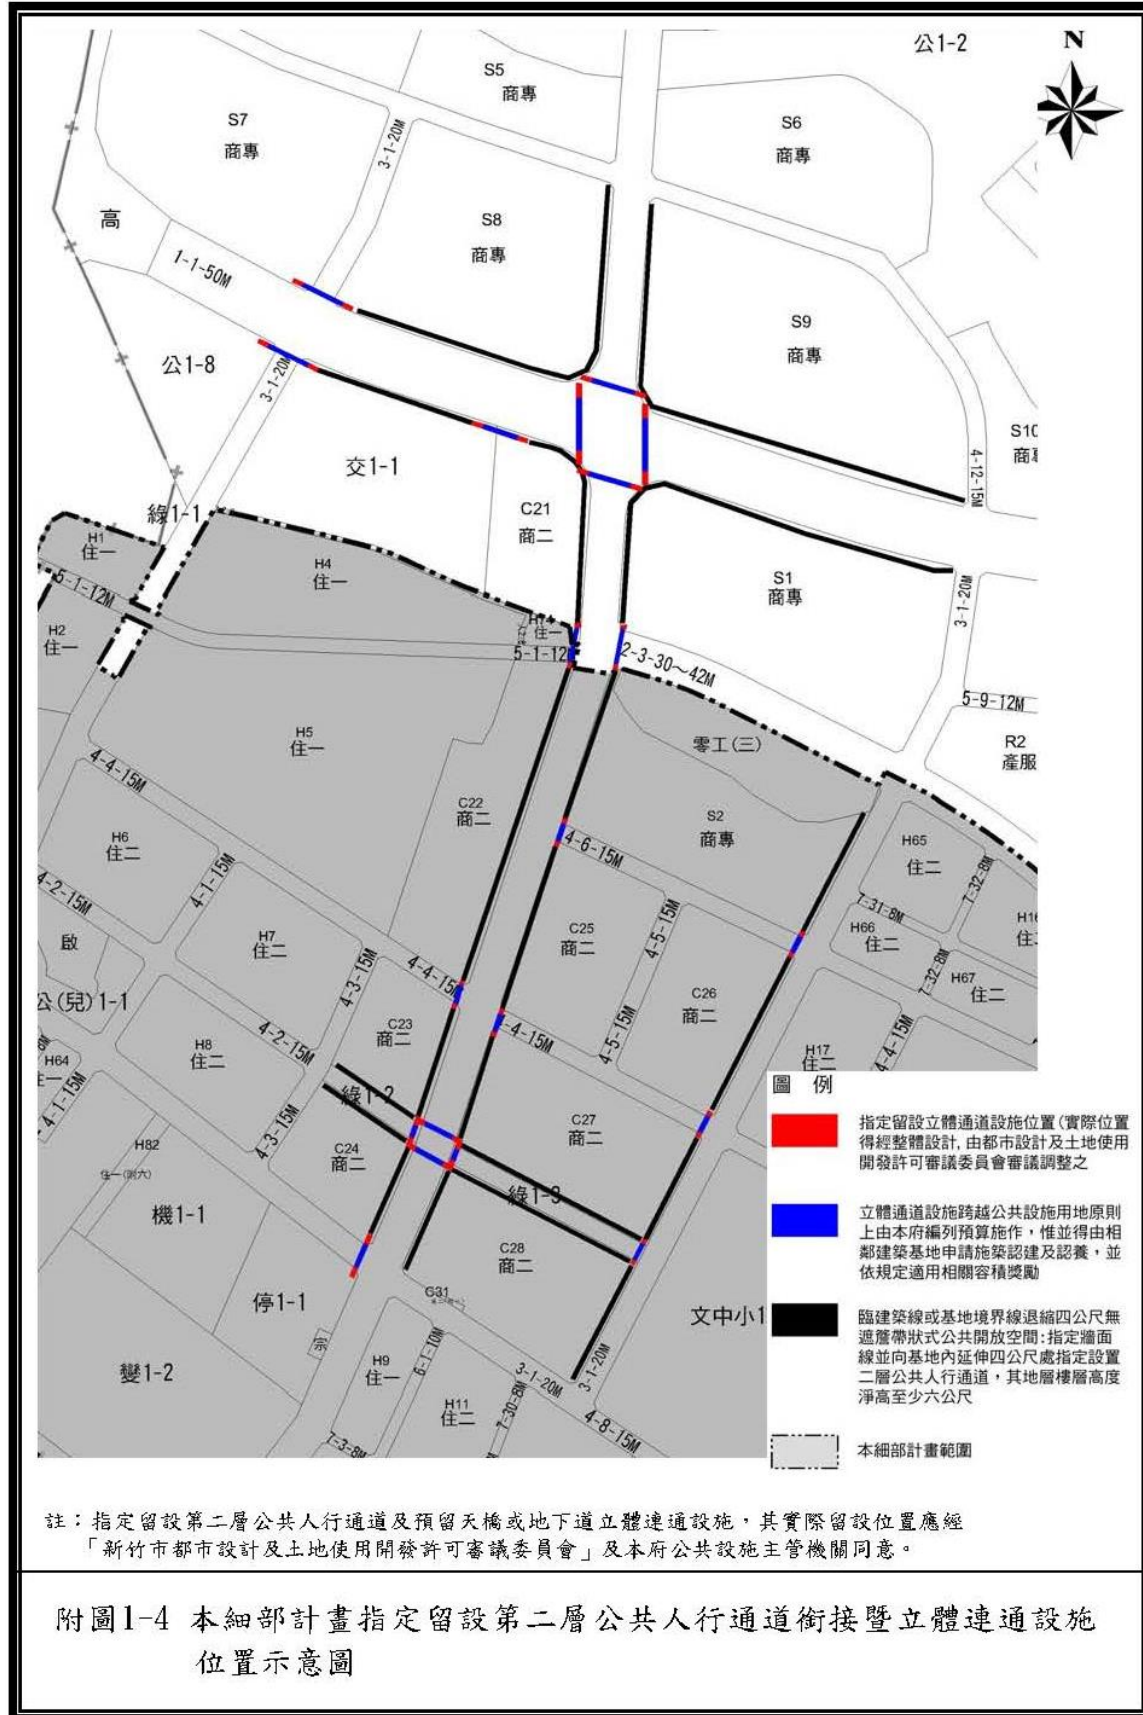 公1-2
N
S5
商專
S7
商專
3-1-20M
S6
商專
S8
商專
高
1-1-50M
S9
商專
公1-8
3-1-20M
S10
交1-1
4-12-15M
C21
商二
綠1-1
H1
住一
H4
住一
S1
商專
3-1-20M
5-1-12M
H2
住一
住一
2-3-30～42M
5-9-12M
R2
產服
H5
住一
零工(三)
4-4-15M
C22
商二
S2
商專
H6
住二
4-6-15M
H65
住二
7-32-8M
4-2-15M
4-1-15M
7-31-8M
H66
住二
H7
住二
C25
商二
4-5-15M
啟
7-32-8M
H67
住二
4-3-15M
4-4-15M
C26
商二
公(兒)1-1
C23
商二
4-2-15M
H8
住二
4-5-15M
H17
住二
4-4-15M
H64
4-1-15M
綠1-2
C27
商二
H82
4-3-15M
C24
商二
綠1-3
機1-1
C28
商二
停1-1
C31
文中小1
變1-2
H9
住一
6-1-10M
3-1-20M
3-1-20M
H11
住二
7-30-8M
4-8-15M
7-3-8M
圖 例
指定留設立體通道設施位置(實際位置
得經整體設計,由都市設計及土地使用
開發許可審議委員會審議調整之
立體通道設施跨越公共設施用地原則
上由本府編列預算施作，惟並得由相
鄰建築基地申請施築認建及認養，並
依規定適用相關容積獎勵
臨建築線或基地境界線退縮四公尺無
遮簷帶狀式公共開放空間:指定牆面
線並向基地內延伸四公尺處指定設置
二層公共人行通道，其地層樓層高度
淨高至少六公尺
本細部計畫範圍
註：指定留設第二層公共人行通道及預留天橋或地下道立體連通設施，其實際留設位置應經
「新竹市都市設計及土地使用開發許可審議委員會」及本府公共設施主管機關同意。
附圖1-4 本細部計畫指定留設第二層公共人行通道銜接暨立體連通設施
位置示意圖